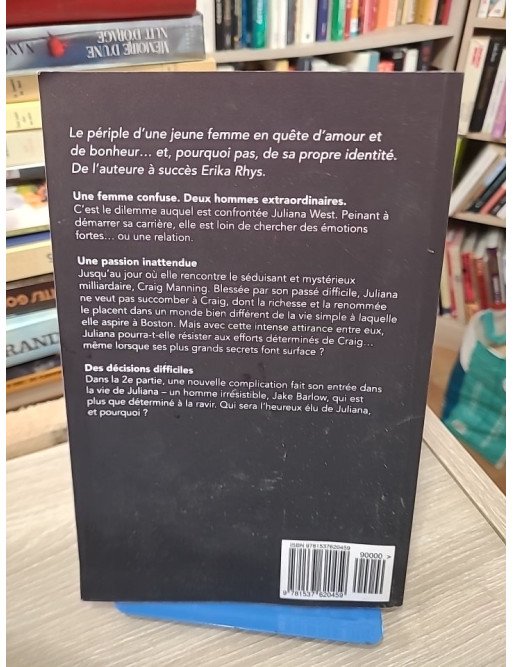 MÉMOIRE D'UNE
NUIT D'ORAGE
Le périple d'une jeune femme en quête d'amour et
de bonheur... et, pourquoi pas, de sa propre identité.
De l'auteure à succès Erika Rhys.
Une femme confuse. Deux hommes extraordinaires.
C'est le dilemme auquel est confrontée Juliana West. Peinant à
démarrer sa carrière, elle est loin de chercher des émotions
fortes... ou une relation.
Une passion inattendue
Jusqu'au jour où elle rencontre le séduisant et mystérieux
milliardaire, Craig Manning. Blessée par son passé difficile, Juliana
ne veut pas succomber à Craig, dont la richesse et la renommée
le placent dans un monde bien différent de la vie simple à laquelle
elle aspire à Boston. Mais avec cette intense attirance entre eux,
Juliana pourra-t-elle résister aux efforts déterminés de Craig...
même lorsque ses plus grands secrets font surface ?
Des décisions difficiles
Dans la 2e partie, une nouvelle complication fait son entrée dans
la vie de Juliana – un homme irrésistible, Jake Barlow, qui est
plus que déterminé à la ravir. Qui sera l'heureux élu de Juliana,
et pourquoi ?
ISBN 9781537620459
90000 >
9 781537 620459